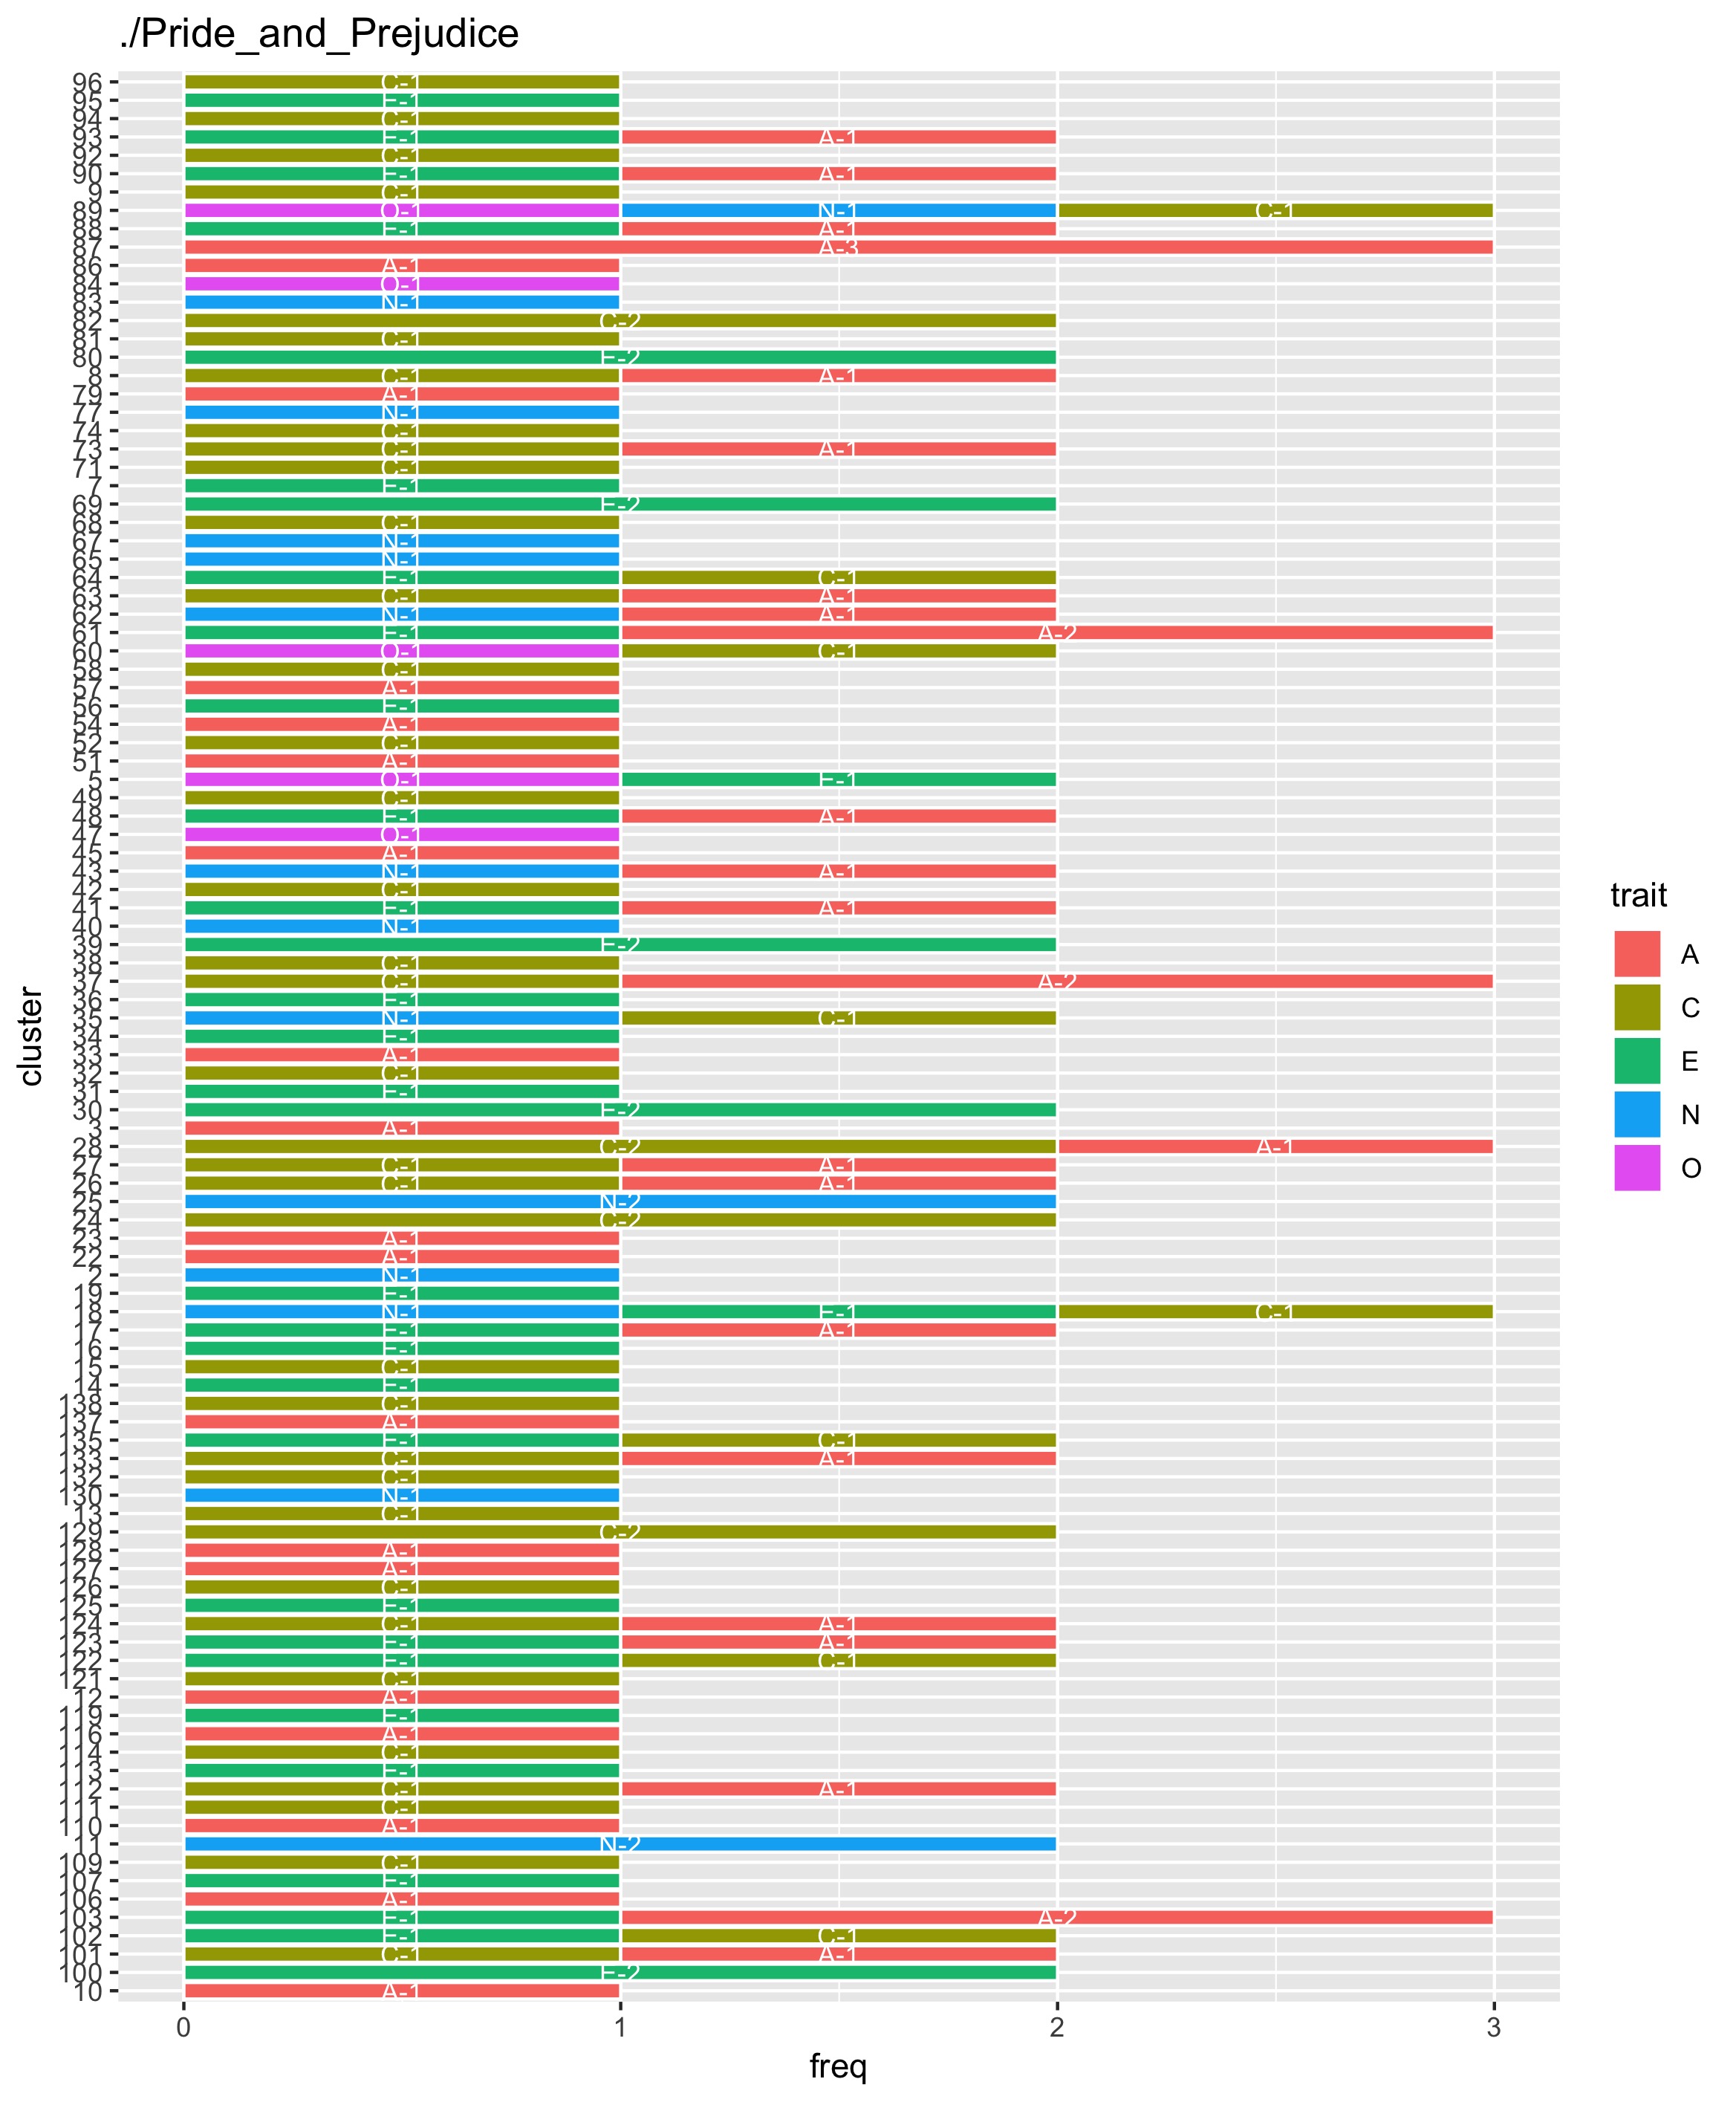 ./Pride_and_Prejudice
96 C-1
95 E-1
94 C-1
93 E-1 A-1
92 C-1
90 E-1 A-1
9 C-1
89 O-1 N-1 C-1
88 E-1 A-1
87 A-3
86 A-1
84 O-1
83 N-1
82 C-2
81 C-1
80 E-2
8 C-1 A-1
79 A-1
77 N-1
74 C-1
73 C-1 A-1
71 C-1
7 E-1
69 E-2
68 C-1
67 N-1
65 N-1
64 E-1 C-1
63 C-1 A-1
62 N-1 A-1
61 E-1 A-2
60 O-1 C-1
58 C-1
57 A-1
56 E-1
54 A-1
52 C-1
51 A-1
5 O-1 E-1
49 C-1
48 E-1 A-1
47 O-1
45 A-1
43 N-1 A-1
42 C-1
41 E-1 A-1
40 N-1
39 E-2
38 C-1
37 C-1 A-2
36 E-1
35 N-1 C-1
34 E-1
33 A-1
32 C-1
31 E-1
30 E-2
3 A-1
28 C-2 A-1
27 C-1 A-1
26 C-1 A-1
25 N-2
24 C-2
23 A-1
22 A-1
2 N-1
19 E-1
18 N-1 E-1 C-1
17 E-1 A-1
16 E-1
15 C-1
14 E-1
138 C-1
137 A-1
135 E-1 C-1
133 C-1 A-1
132 C-1
130 N-1
13 C-1
129 C-2
128 A-1
127 A-1
126 C-1
125 E-1
124 C-1 A-1
123 E-1 A-1
122 E-1 C-1
121 C-1
12 A-1
119 E-1
116 A-1
114 C-1
113 E-1
112 C-1 A-1
111 C-1
110 A-1
11 N-2
109 C-1
107 E-1
106 A-1
103 E-1 A-2
102 E-1 C-1
101 C-1 A-1
100 E-2
10 A-1
0 1 2 3
freq
cluster
trait
A
C
E
N
O